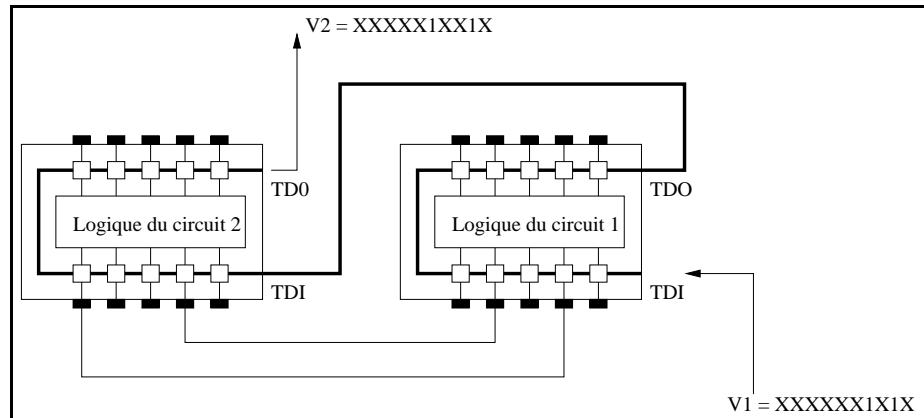 V2 = XXXXX1XX1X
TD0
TDO
Logique du circuit 2
Logique du circuit 1
TDI
TDI
V1 = XXXXXX1X1X